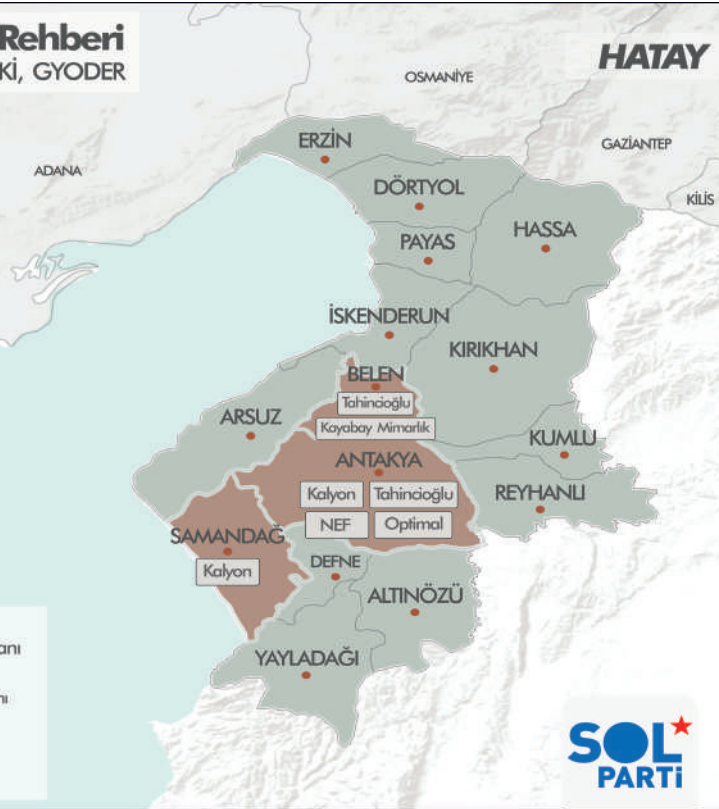 Rehberi
Kİ, GYODER
HATAY
OSMANİYE
GAZİANTEP
ADANA
KİLİS
ERZİN
DÖRTYOL
HASSA
PAYAS
İSKENDERUN
KIRIKHAN
BELEN
Tahincioğlu
Kayabay Mimarlık
ARSUZ
KUMLU
ANTAKYA
Kalyon Tahincioğlu
NEF Optimal
REYHANLI
SAMANDAĞ
Kalyon
DEFNE
ALTINÖZÜ
YAYLADAĞI
SOL
PARTİ